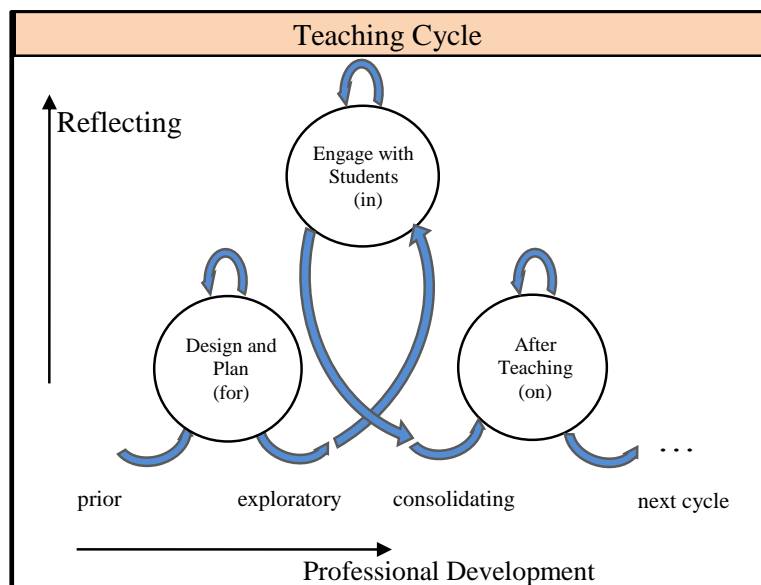 Teaching Cycle
Reflecting
Engage with
Students
(in)
Design and
Plan
(for)
After
Teaching
(on)
...
prior
exploratory
consolidating
next cycle
Professional Development